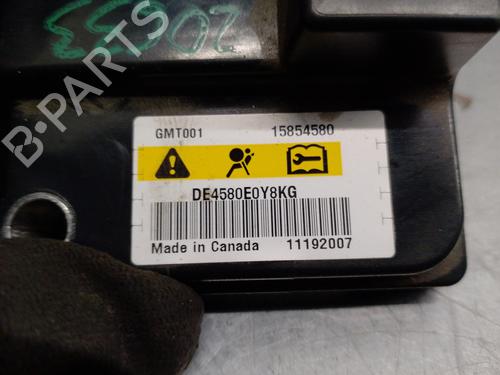 GMT001 15854580
DE4580E0Y8KG
Made in Canada 11192007
B-PARTS